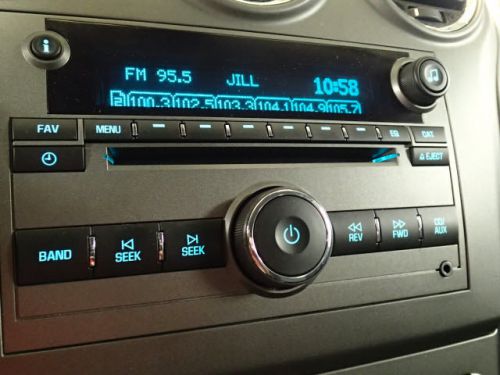 i
FM 95.5 JILL 10:58
2 100.3 102.5 103.3 104.1 104.9 105.7
FAV MENU EQ CAT
EJECT
BAND SEEK SEEK REV FWD CD/AUX